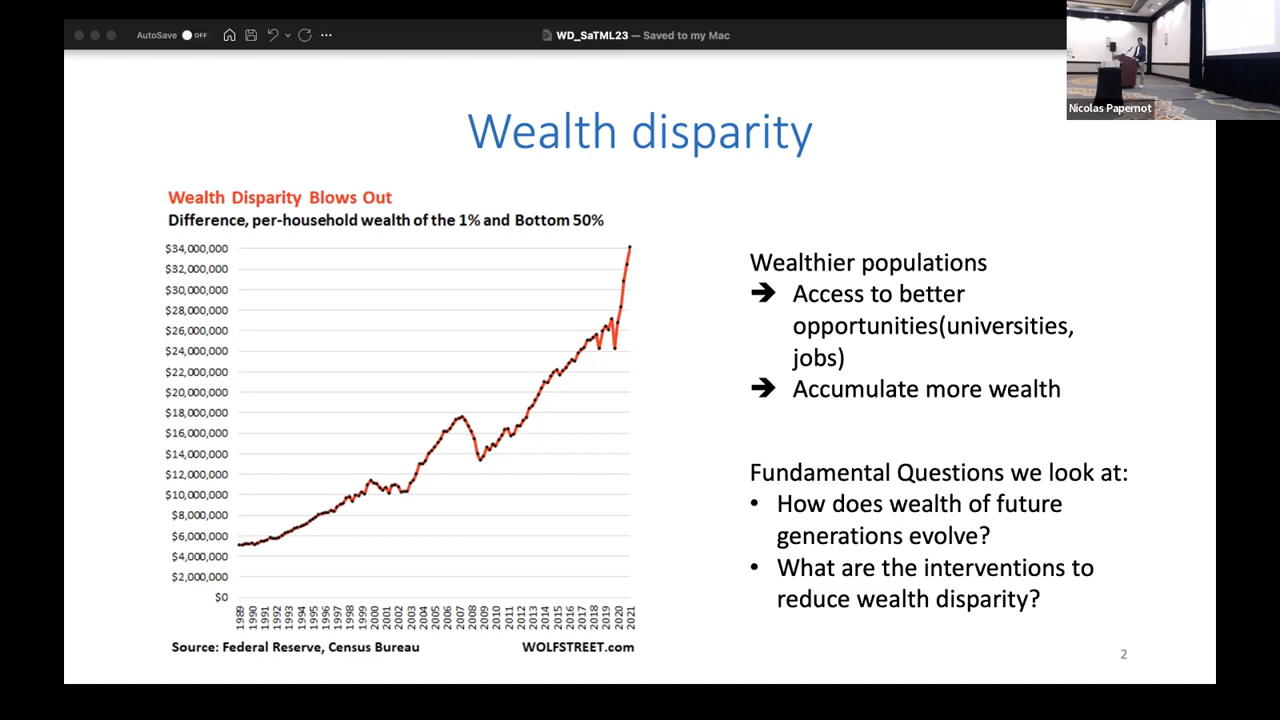 AutoSave OFF
WD_SaTML23 — Saved to my Mac
Nicolas Papernot
Wealth disparity
Wealth Disparity Blows Out
Difference, per-household wealth of the 1% and Bottom 50%
$34,000,000
$32,000,000
$30,000,000
$28,000,000
$26,000,000
$24,000,000
$22,000,000
$20,000,000
$18,000,000
$16,000,000
$14,000,000
$12,000,000
$10,000,000
$8,000,000
$6,000,000
$4,000,000
$2,000,000
$0
1989 1990 1991 1992 1993 1994 1995 1996 1997 1998 1999 2000 2001 2002 2003 2004 2005 2006 2007 2008 2009 2010 2011 2012 2013 2014 2015 2016 2017 2018 2019 2020 2021
Source: Federal Reserve, Census Bureau
WOLFSTREET.com
Wealthier populations
➔ Access to better
opportunities(universities,
jobs)
➔ Accumulate more wealth
Fundamental Questions we look at:
• How does wealth of future
generations evolve?
• What are the interventions to
reduce wealth disparity?
2